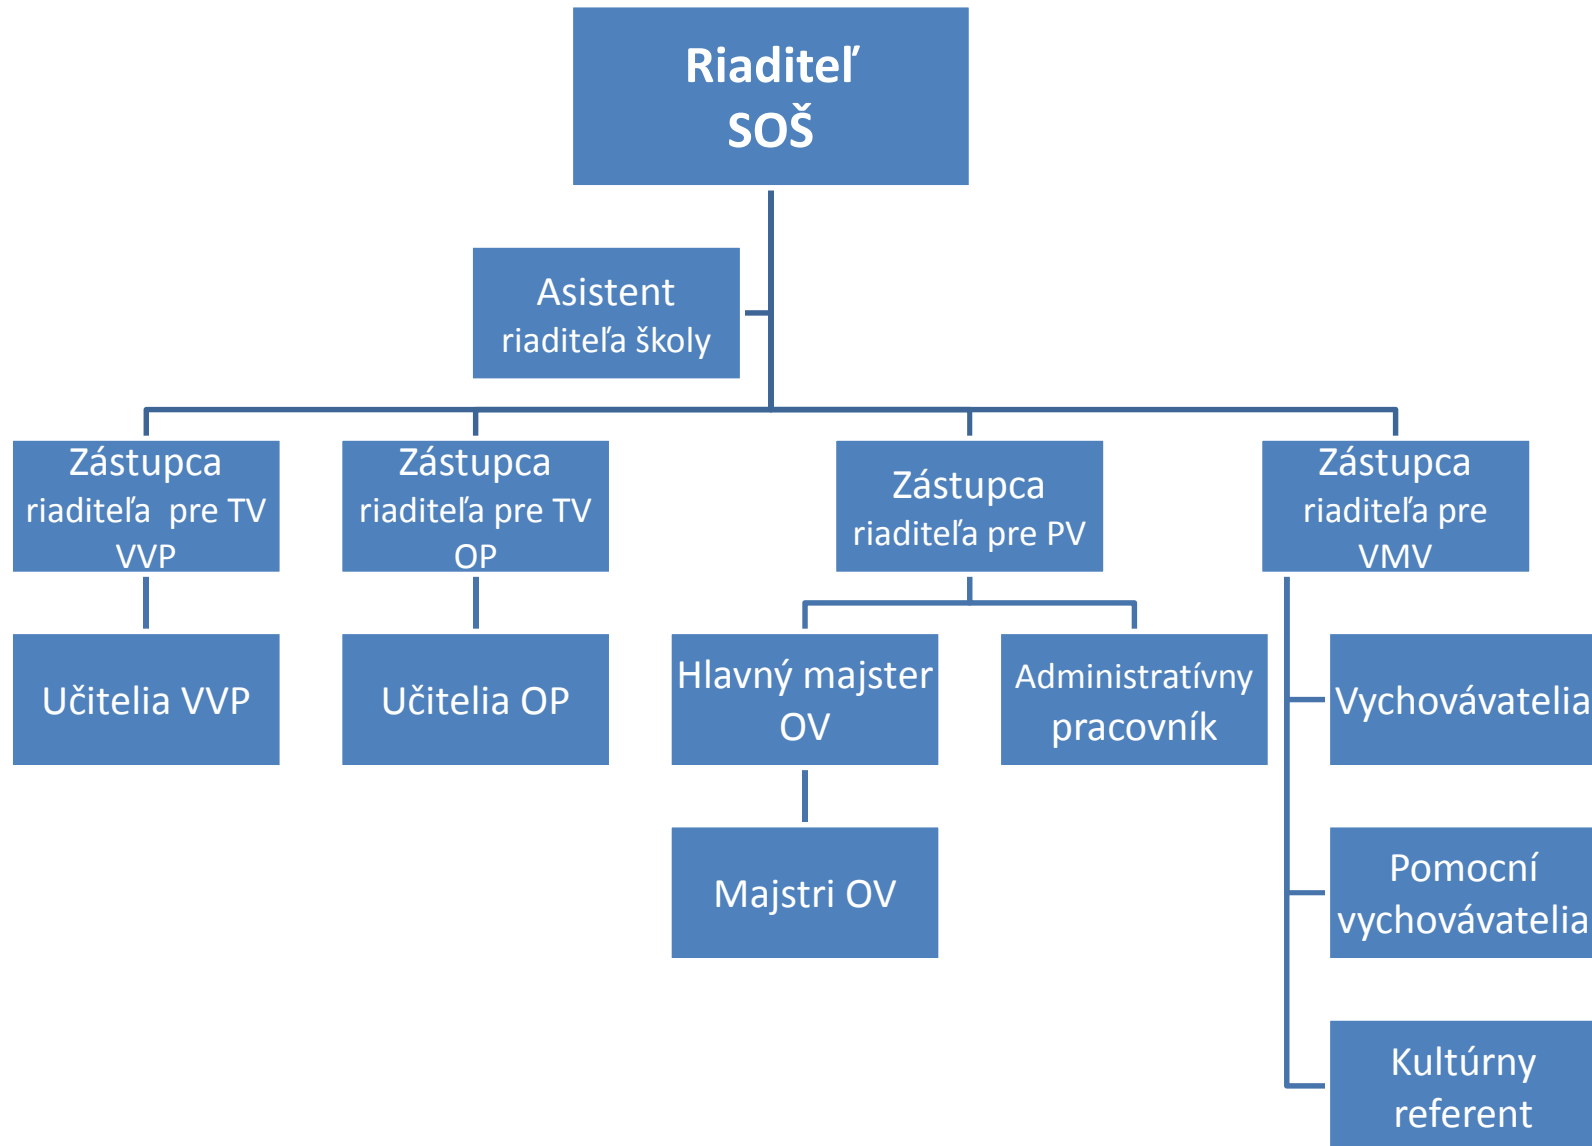 Riaditeľ
SOŠ
Asistent
riaditeľa školy
Zástupca
riaditeľa pre TV
VVP
Zástupca
riaditeľa pre TV
OP
Zástupca
riaditeľa pre PV
Zástupca
riaditeľa pre
VMV
Učitelia VVP
Učitelia OP
Hlavný majster
OV
Administratívny
pracovník
Vychovávatelia
Majstri OV
Pomocní
vychovávatelia
Kultúrny
referent